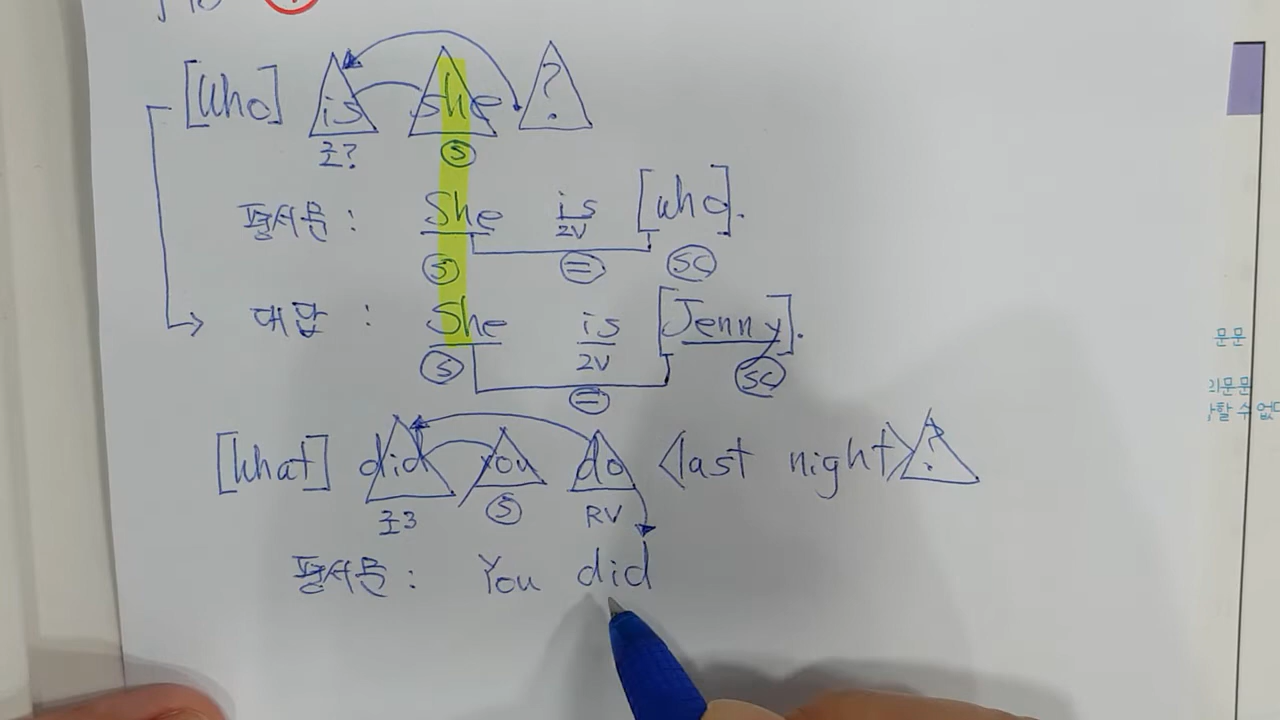 [Who] is she ?
조? S
평서문 : She is [who].
2V
S = SC
대답 : She is [Jenny].
S 2V SC
=
[What] did you do <last night> ?
조3 S RV
평서문 : You did
문문
리문문
할 수 없다